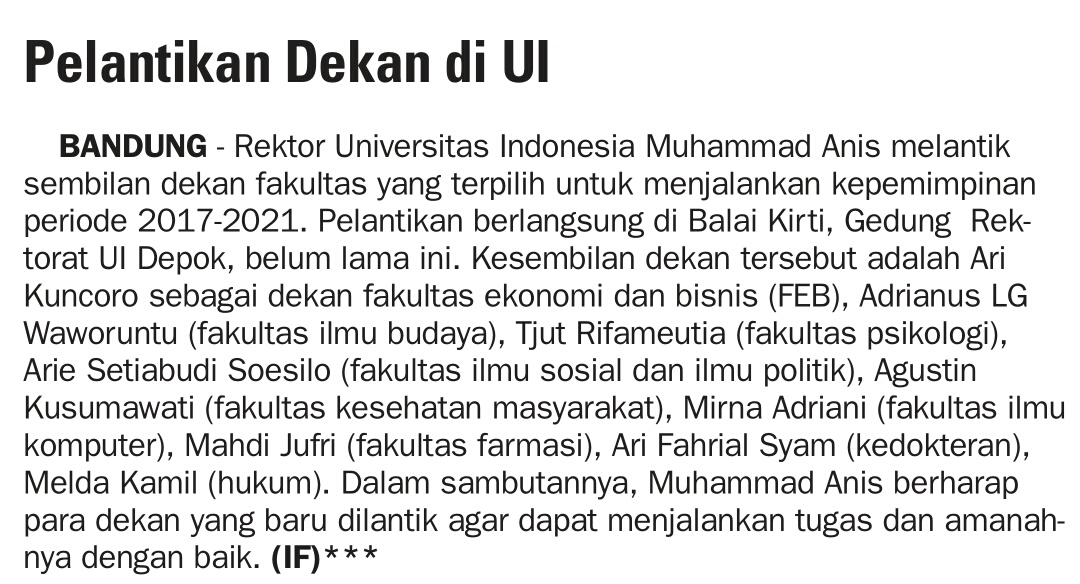 Pelantikan Dekan di UI
BANDUNG - Rektor Universitas Indonesia Muhammad Anis melantik
sembilan dekan fakultas yang terpilih untuk menjalankan kepemimpinan
periode 2017-2021. Pelantikan berlangsung di Balai Kirti, Gedung Rek-
torat UI Depok, belum lama ini. Kesembilan dekan tersebut adalah Ari
Kuncoro sebagai dekan fakultas ekonomi dan bisnis (FEB), Adrianus LG
Waworuntu (fakultas ilmu budaya), Tjut Rifameutia (fakultas psikologi),
Arie Setiabudi Soesilo (fakultas ilmu sosial dan ilmu politik), Agustin
Kusumawati (fakultas kesehatan masyarakat), Mirna Adriani (fakultas ilmu
komputer), Mahdi Jufri (fakultas farmasi), Ari Fahrial Syam (kedokteran),
Melda Kamil (hukum). Dalam sambutannya, Muhammad Anis berharap
para dekan yang baru dilantik agar dapat menjalankan tugas dan amanah-
nya dengan baik. (IF)***